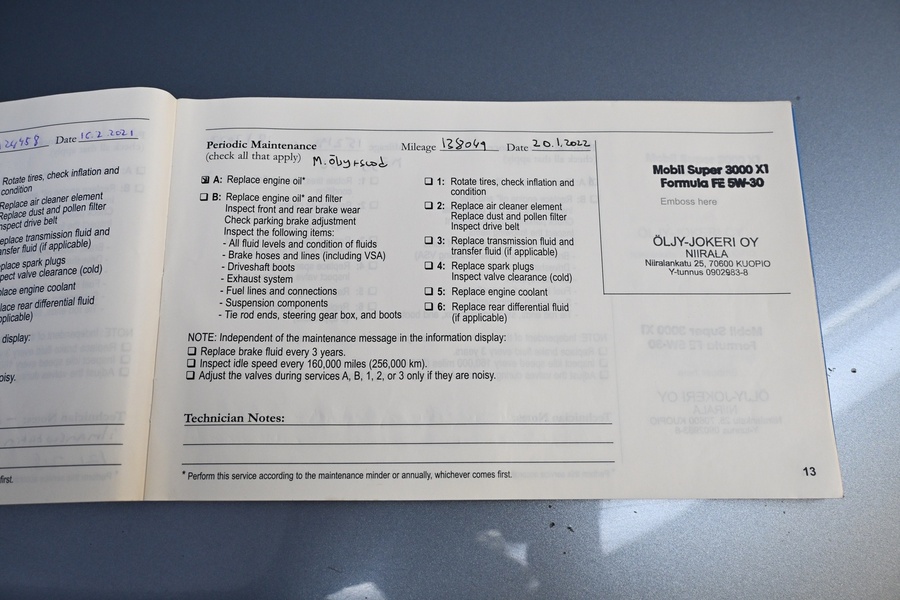 24458 Date 16.2.2021
Rotate tires, check inflation and
condition
Replace air cleaner element
Replace dust and pollen filter
Inspect drive belt
eplace transmission fluid and
ansfer fluid (if applicable)
place spark plugs
pect valve clearance (cold)
lace engine coolant
ace rear differential fluid
pplicable)
display:
oisy.
first.
Periodic Maintenance
(check all that apply)
Mileage 138049 Date 20.1.2022
A: Replace engine oil*
B: Replace engine oil* and filter
Inspect front and rear brake wear
Check parking brake adjustment
Inspect the following items:
- All fluid levels and condition of fluids
- Brake hoses and lines (including VSA)
- Driveshaft boots
- Exhaust system
- Fuel lines and connections
- Suspension components
- Tie rod ends, steering gear box, and boots
1: Rotate tires, check inflation and
condition
2: Replace air cleaner element
Replace dust and pollen filter
Inspect drive belt
3: Replace transmission fluid and
transfer fluid (if applicable)
4: Replace spark plugs
Inspect valve clearance (cold)
5: Replace engine coolant
6: Replace rear differential fluid
(if applicable)
NOTE: Independent of the maintenance message in the information display:
Replace brake fluid every 3 years.
Inspect idle speed every 160,000 miles (256,000 km).
Adjust the valves during services A, B, 1, 2, or 3 only if they are noisy.
Technician Notes:
* Perform this service according to the maintenance minder or annually, whichever comes first.
Mobil Super 3000 X1
Formula FE 5W-30
Emboss here
ÖLJY-JOKERI OY
NIIRALA
Niiralankatu 25, 70600 KUOPIO
Y-tunnus 0902983-8
13